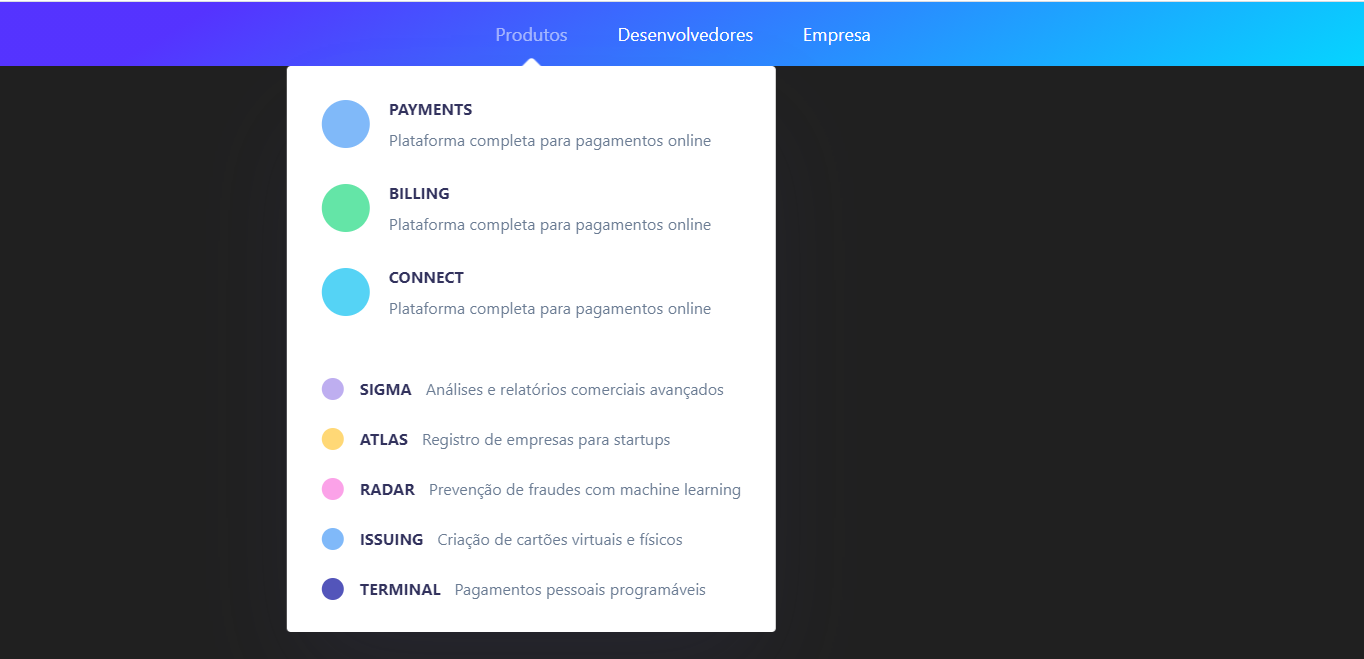 Produtos Desenvolvedores Empresa
PAYMENTS
Plataforma completa para pagamentos online
BILLING
Plataforma completa para pagamentos online
CONNECT
Plataforma completa para pagamentos online
SIGMA Análises e relatórios comerciais avançados
ATLAS Registro de empresas para startups
RADAR Prevenção de fraudes com machine learning
ISSUING Criação de cartões virtuais e físicos
TERMINAL Pagamentos pessoais programáveis